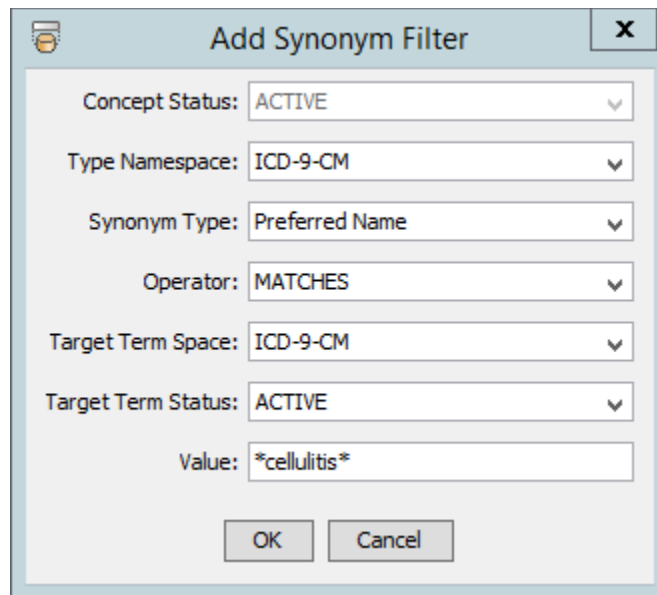 Add Synonym Filter
x
Concept Status: ACTIVE
Type Namespace: ICD-9-CM
Synonym Type: Preferred Name
Operator: MATCHES
Target Term Space: ICD-9-CM
Target Term Status: ACTIVE
Value: *cellulitis*
OK Cancel